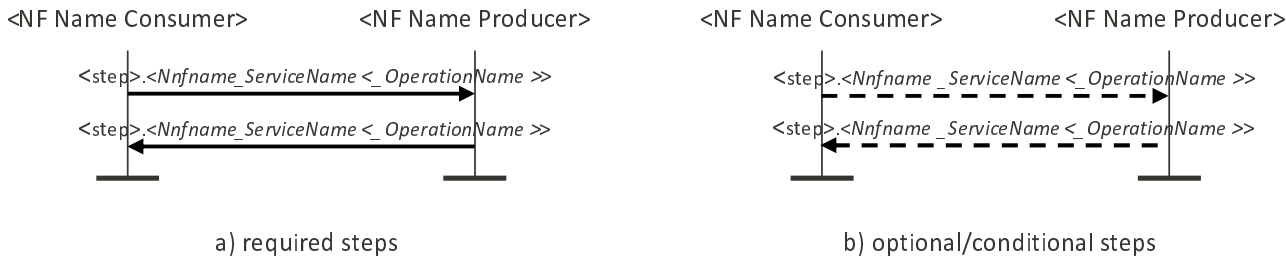 <NF Name Consumer> <NF Name Producer> <NF Name Consumer> <NF Name Producer>
<step>.<Nnfname_ServiceName <_OperationName >> <step>.<Nnfname _ServiceName <_OperationName >>
<step>.<Nnfname_ServiceName <_OperationName >> <step>.<Nnfname _ServiceName <_OperationName >>
a) required steps b) optional/conditional steps